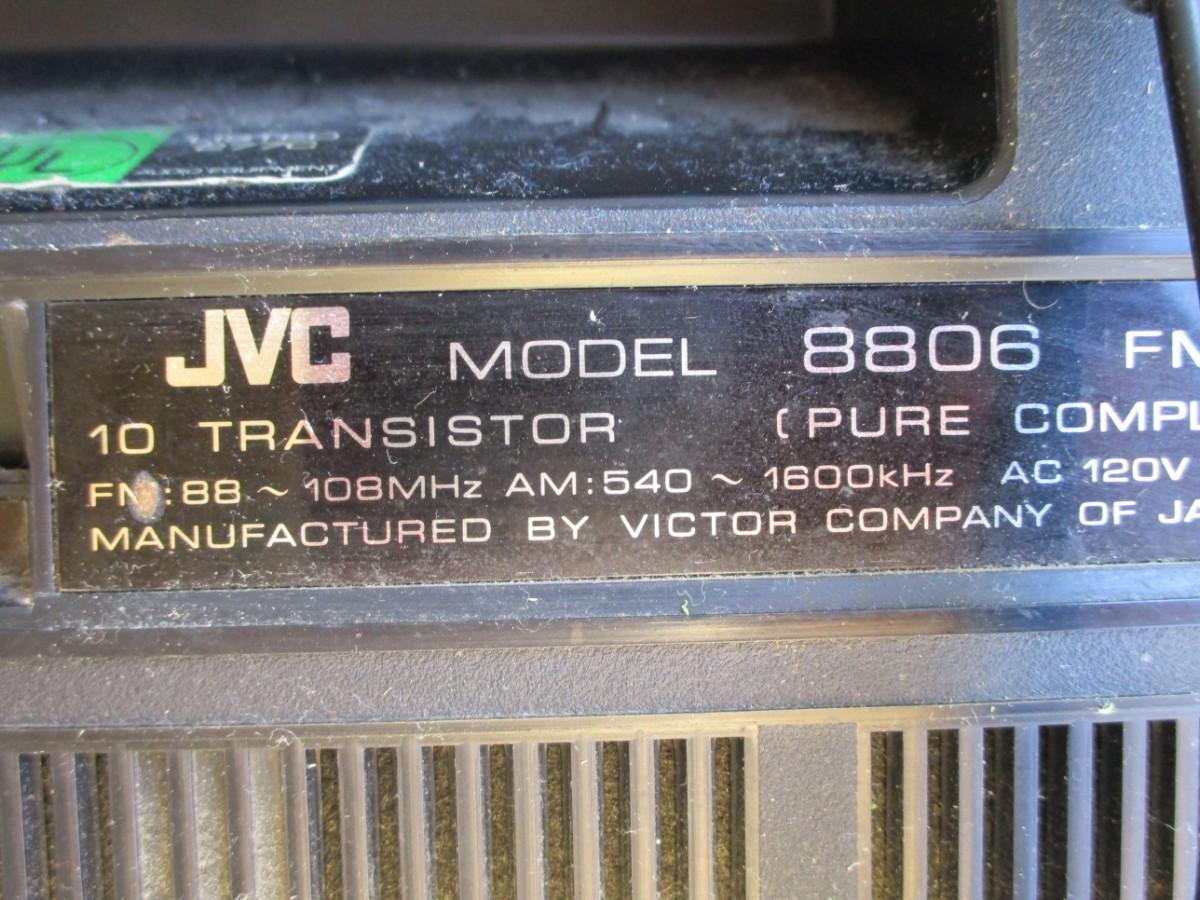 JVC MODEL 8806 FM
10 TRANSISTOR (PURE COMPL
FM:88 ~ 108MHz AM:540 ~ 1600kHz AC 120V
MANUFACTURED BY VICTOR COMPANY OF JA